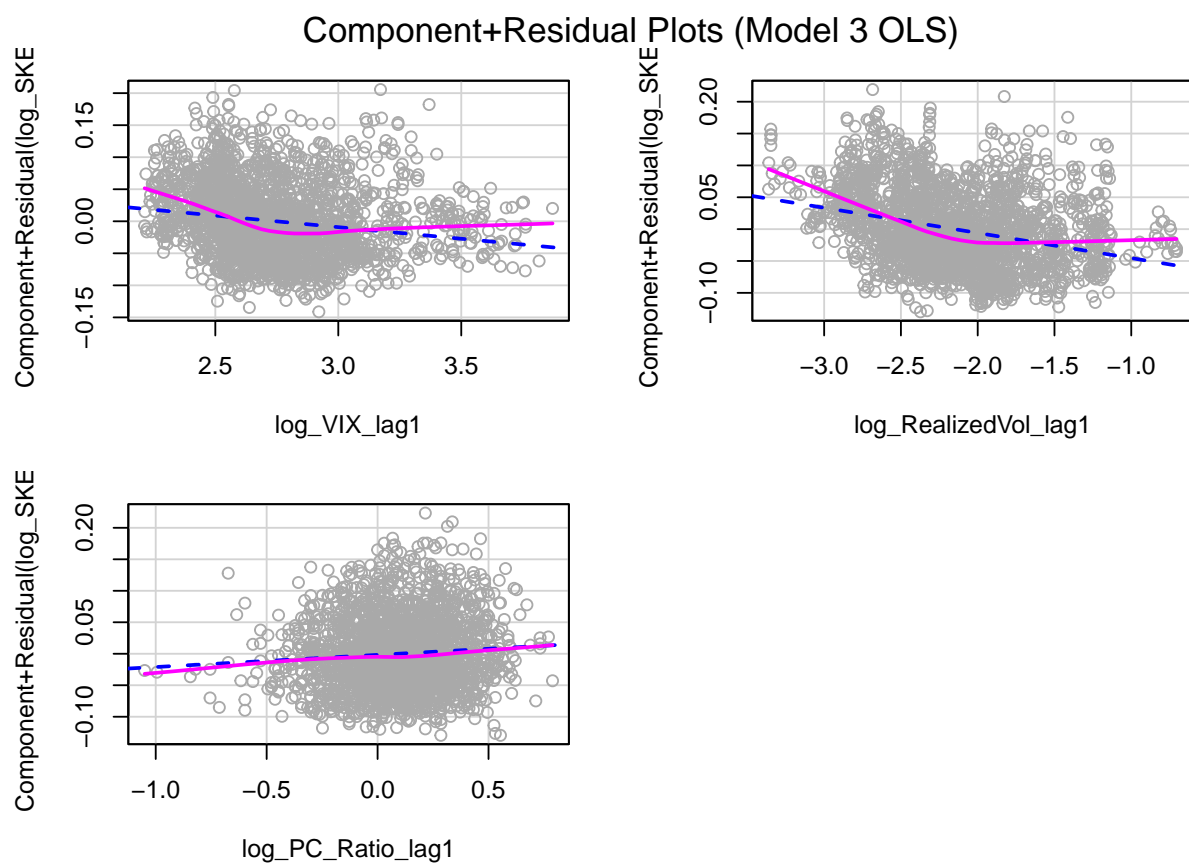 Component+Residual Plots (Model 3 OLS)
Component+Residual(log_SKE
0.15
0.00
−0.15
2.5 3.0 3.5
log_VIX_lag1
Component+Residual(log_SKE
0.20
0.05
−0.10
−3.0 −2.5 −2.0 −1.5 −1.0
log_RealizedVol_lag1
Component+Residual(log_SKE
0.20
0.05
−0.10
−1.0 −0.5 0.0 0.5
log_PC_Ratio_lag1